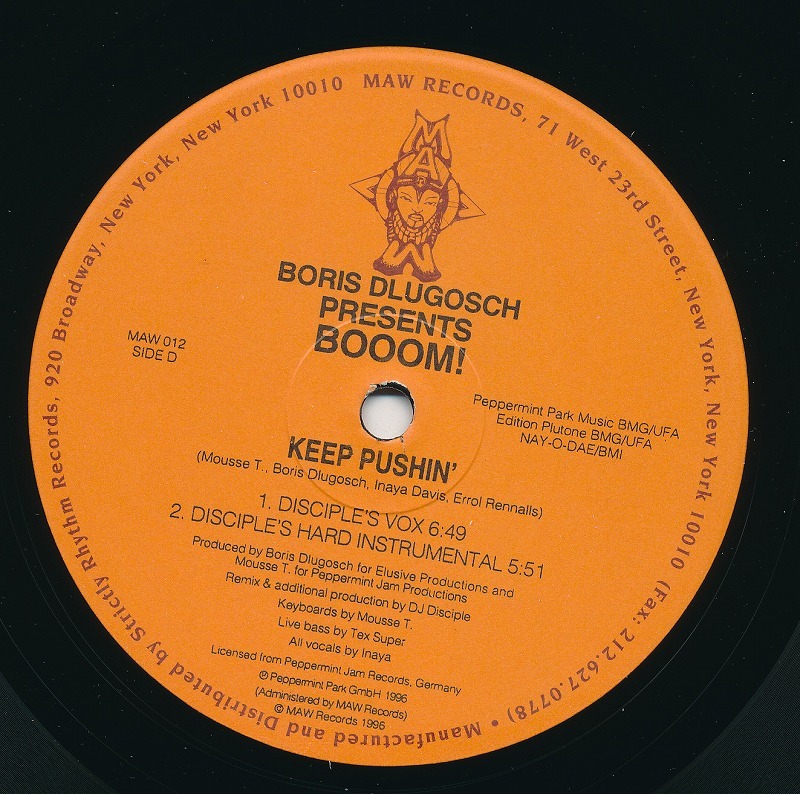 MAW RECORDS, 71 West 23rd Street, New York, New York 10010 (Fax: 212.627.0778) • Manufactured and Distributed by Strictly Rhythm Records, 920 Broadway, New York, New York 10010
MAW
BORIS DLUGOSCH
PRESENTS
BOOOM!
MAW 012
SIDE D
Peppermint Park Music BMG/UFA
Edition Plutone BMG/UFA
NAY-O-DAE/BMI
KEEP PUSHIN'
(Mousse T., Boris Dlugosch, Inaya Davis, Errol Rennalls)
1. DISCIPLE'S VOX 6:49
2. DISCIPLE'S HARD INSTRUMENTAL 5:51
Produced by Boris Dlugosch for Elusive Productions and
Mousse T. for Peppermint Jam Productions
Remix & additional production by DJ Disciple
Keyboards by Mousse T.
Live bass by Tex Super
All vocals by Inaya
Licensed from Peppermint Jam Records, Germany
℗ Peppermint Park GmbH 1996
(Administered by MAW Records)
© MAW Records 1996